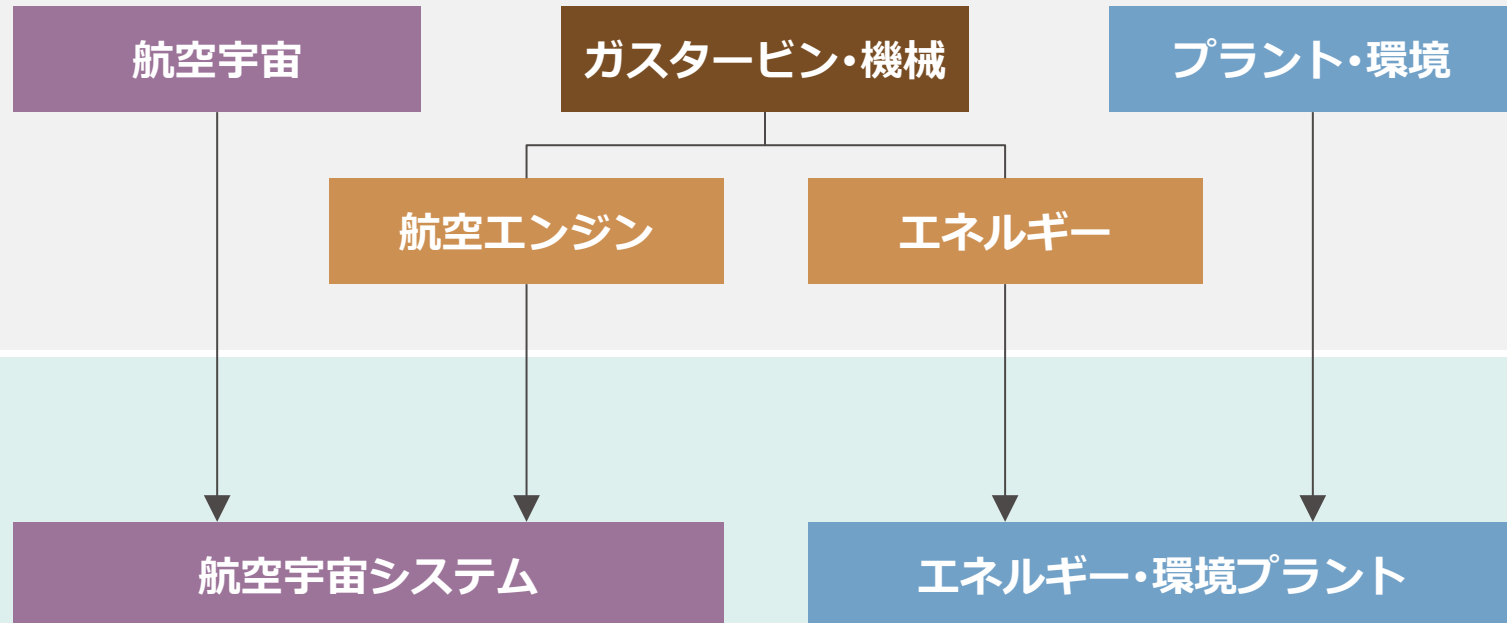 航空宇宙
ガスタービン・機械
プラント・環境
航空エンジン
エネルギー
航空宇宙システム
エネルギー・環境プラント